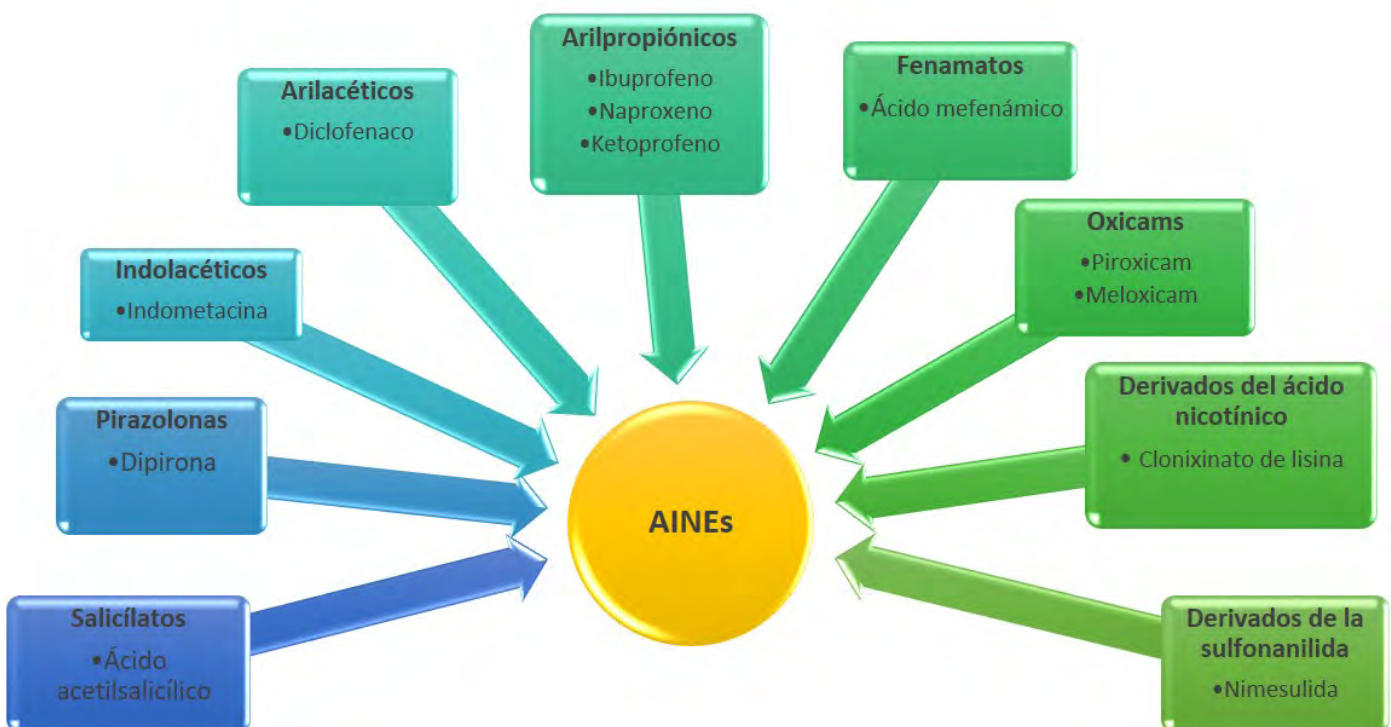 Arilpropiónicos
•Ibuprofeno
•Naproxeno
•Ketoprofeno
Arilacéticos
•Diclofenaco
Fenamatos
•Ácido mefenámico
Indolacéticos
•Indometacina
Oxicams
•Piroxicam
•Meloxicam
Pirazolonas
•Dipirona
Derivados del ácido
nicotínico
• Clonixinato de lisina
AINEs
Salicílatos
•Ácido
acetilsalicílico
Derivados de la
sulfonanilida
•Nimesulida